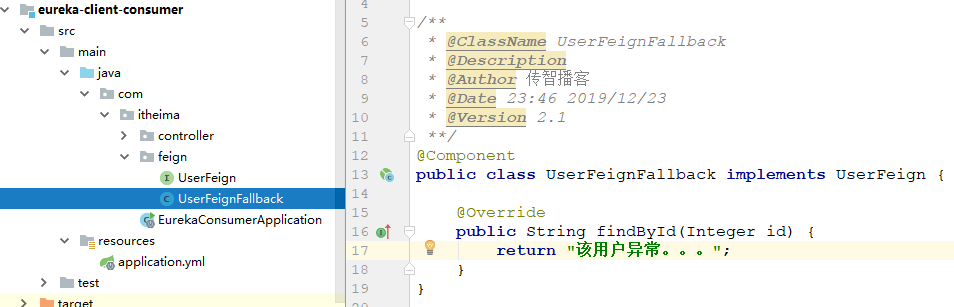 eureka-client-consumer
src
main
java
com
itheima
controller
feign
UserFeign
UserFeignFallback
EurekaConsumerApplication
resources
application.yml
test
target
4
5 /**
6 * @ClassName UserFeignFallback
7 * @Description
8 * @Author 传智播客
9 * @Date 23:46 2019/12/23
10 * @Version 2.1
11 **/
12 @Component
13 public class UserFeignFallback implements UserFeign {
14
15 @Override
16 public String findById(Integer id) {
17 return "该用户异常。。。";
18 }
19 }